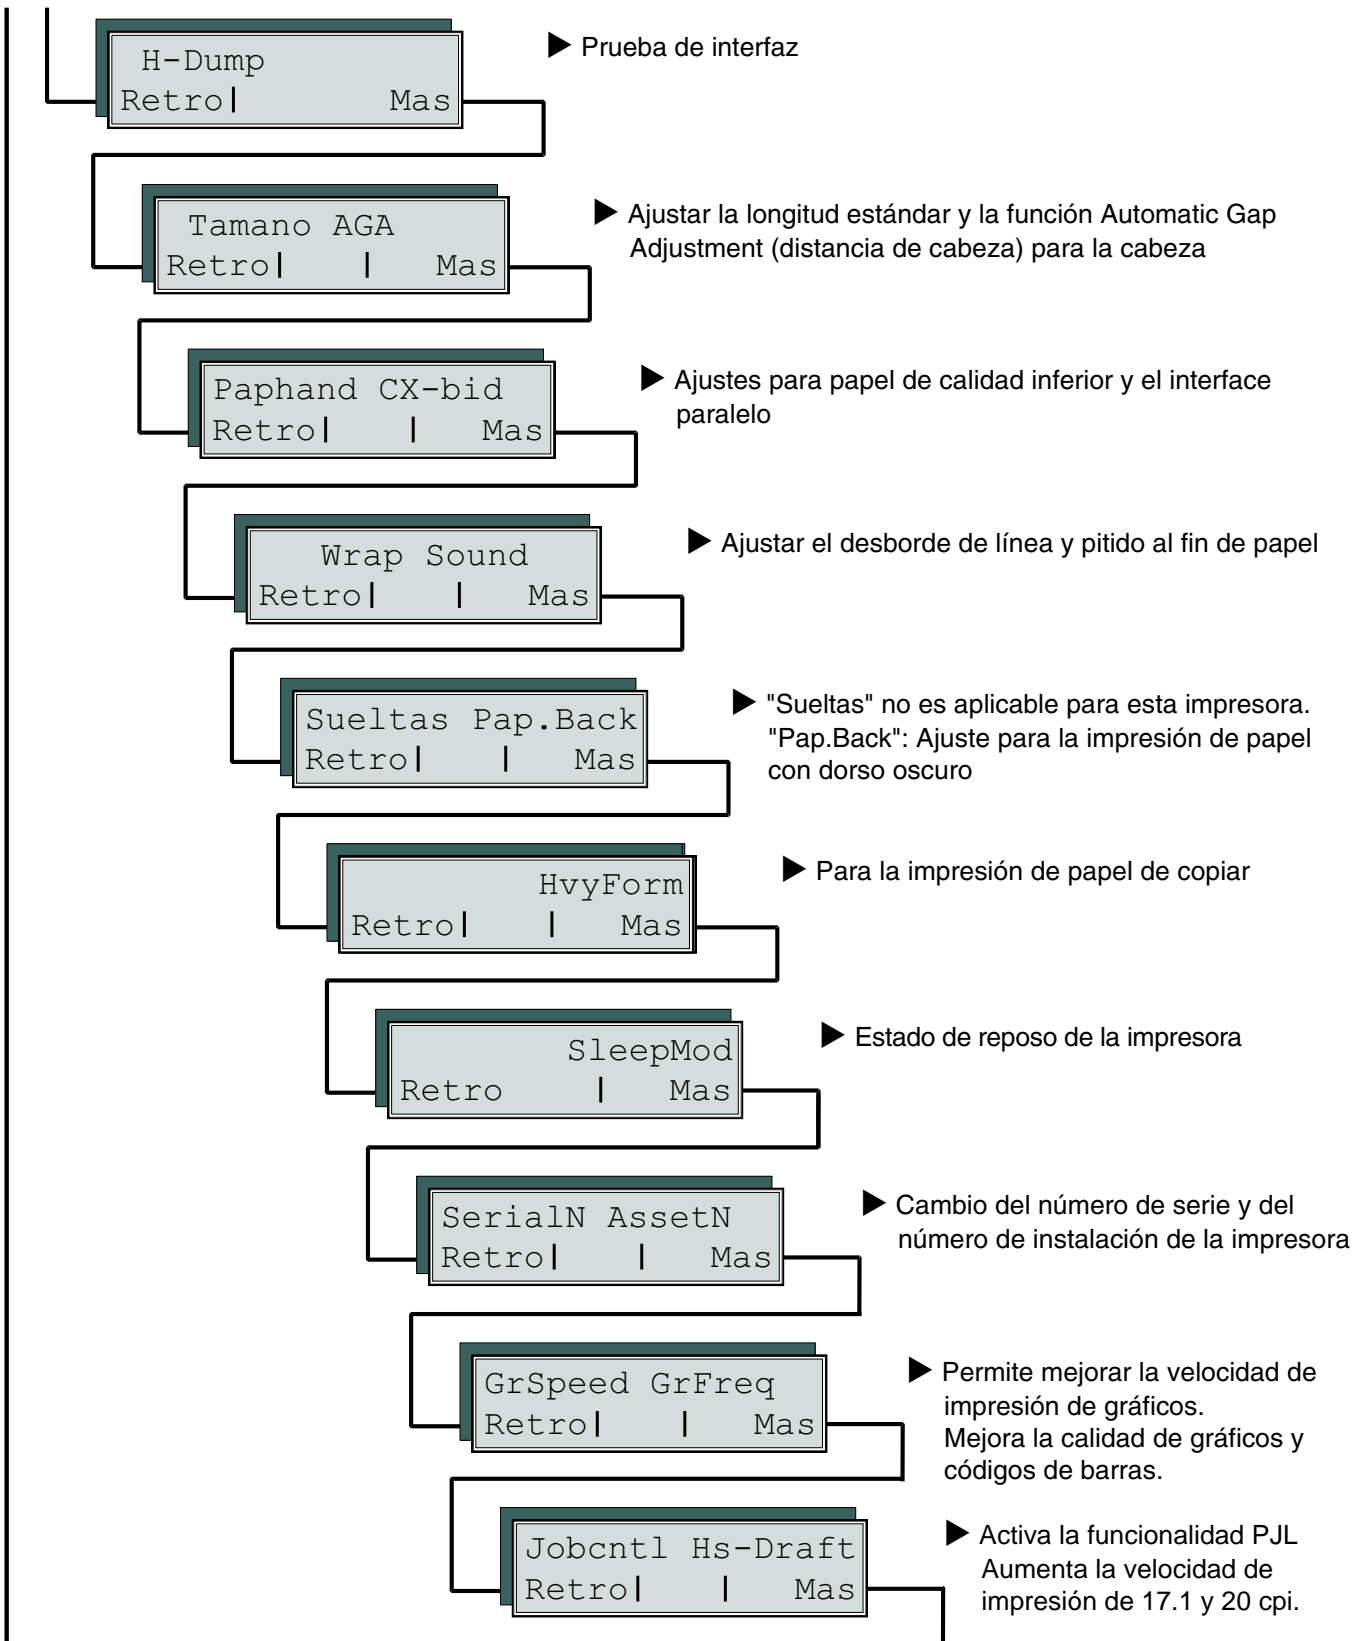 H-Dump
Retro| Mas
▶ Prueba de interfaz
Tamano AGA
Retro| | Mas
▶ Ajustar la longitud estándar y la función Automatic Gap
Adjustment (distancia de cabeza) para la cabeza
Paphand CX-bid
Retro| | Mas
▶ Ajustes para papel de calidad inferior y el interface
paralelo
Wrap Sound
Retro| | Mas
▶ Ajustar el desborde de línea y pitido al fin de papel
Sueltas Pap.Back
Retro| | Mas
▶ "Sueltas" no es aplicable para esta impresora.
"Pap.Back": Ajuste para la impresión de papel
con dorso oscuro
HvyForm
Retro| | Mas
▶ Para la impresión de papel de copiar
SleepMod
Retro | Mas
▶ Estado de reposo de la impresora
SerialN AssetN
Retro| | Mas
▶ Cambio del número de serie y del
número de instalación de la impresora
GrSpeed GrFreq
Retro| | Mas
▶ Permite mejorar la velocidad de
impresión de gráficos.
Mejora la calidad de gráficos y
códigos de barras.
Jobcntl Hs-Draft
Retro| | Mas
▶ Activa la funcionalidad PJL
Aumenta la velocidad de
impresión de 17.1 y 20 cpi.